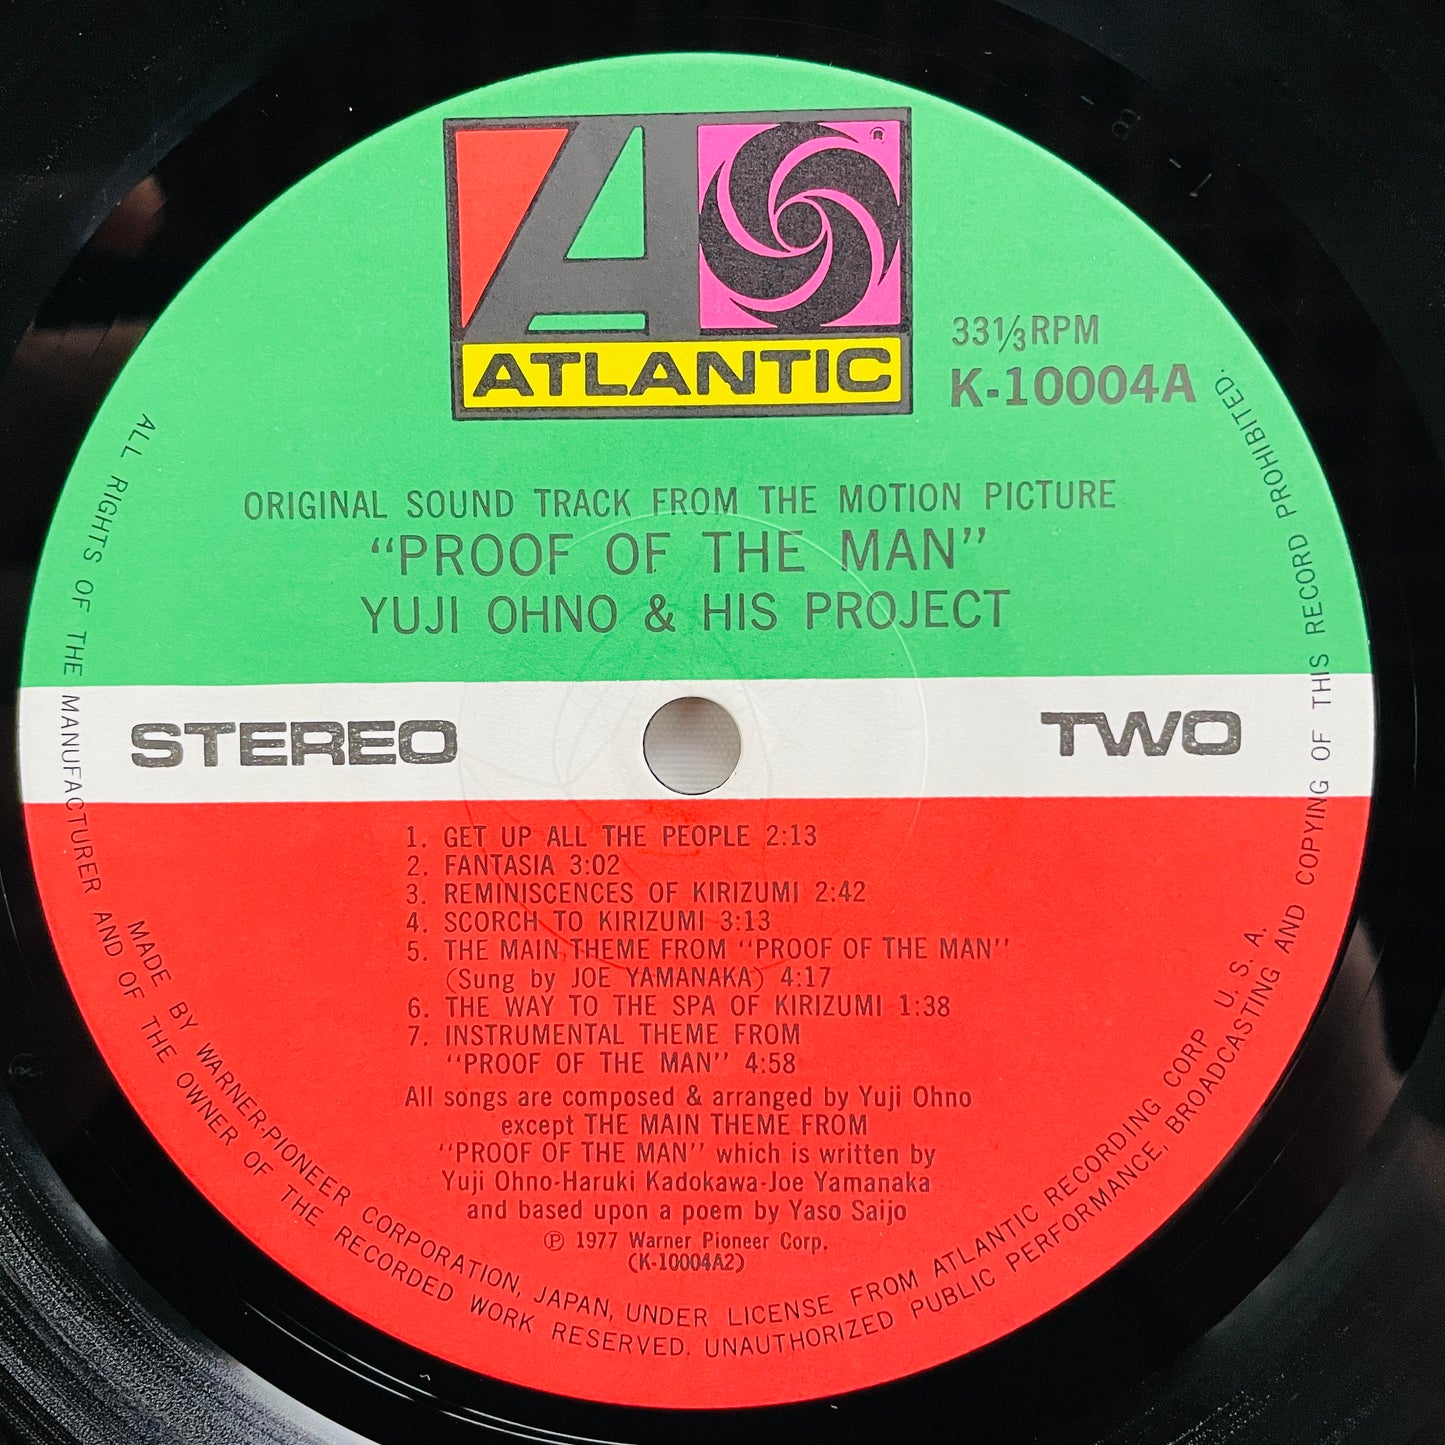 ®
ATLANTIC
33⅓RPM
K-10004A
ORIGINAL SOUND TRACK FROM THE MOTION PICTURE
“PROOF OF THE MAN”
YUJI OHNO & HIS PROJECT
STEREO
TWO
1. GET UP ALL THE PEOPLE 2:13
2. FANTASIA 3:02
3. REMINISCENCES OF KIRIZUMI 2:42
4. SCORCH TO KIRIZUMI 3:13
5. THE MAIN THEME FROM “PROOF OF THE MAN”
(Sung by JOE YAMANAKA) 4:17
6. THE WAY TO THE SPA OF KIRIZUMI 1:38
7. INSTRUMENTAL THEME FROM
“PROOF OF THE MAN” 4:58
All songs are composed & arranged by Yuji Ohno
except THE MAIN THEME FROM
“PROOF OF THE MAN” which is written by
Yuji Ohno-Haruki Kadokawa-Joe Yamanaka
and based upon a poem by Yaso Saijo
℗ 1977 Warner Pioneer Corp.
(K-10004A2)
MADE BY WARNER-PIONEER CORPORATION, JAPAN, UNDER LICENSE FROM ATLANTIC RECORDING CORP U. S. A.
ALL RIGHTS OF THE MANUFACTURER AND OF THE OWNER OF THE RECORDED WORK RESERVED. UNAUTHORIZED PUBLIC PERFORMANCE, BROADCASTING AND COPYING OF THIS RECORD PROHIBITED.